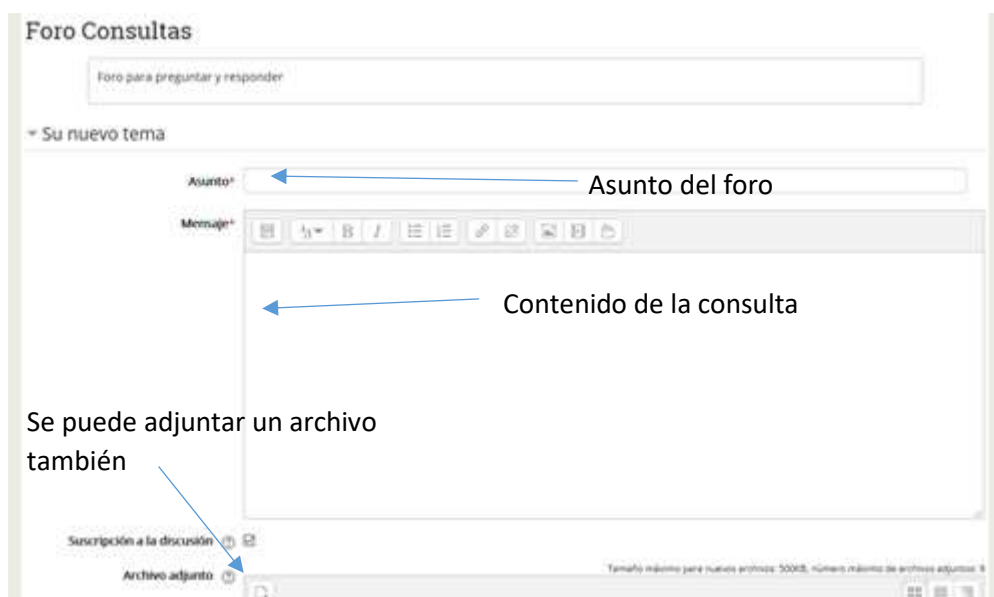 Foro Consultas
Foro para preguntar y responder
Su nuevo tema
Asunto*
Asunto del foro
Mensaje*
B I
Contenido de la consulta
Se puede adjuntar un archivo
también
Suscripción a la discusión
Archivo adjunto
Tamaño máximo para nuevos archivos: 500KB, número máximo de archivos adjuntos: 9